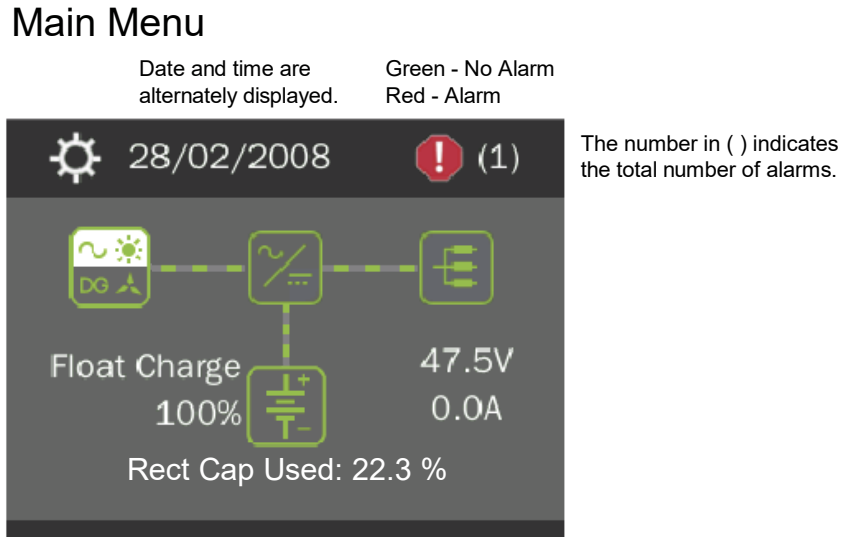 Main Menu
Date and time are
alternately displayed.
Green - No Alarm
Red - Alarm
28/02/2008
! (1)
The number in ( ) indicates
the total number of alarms.
DG
Float Charge
100%
+
−
47.5V
0.0A
Rect Cap Used: 22.3 %